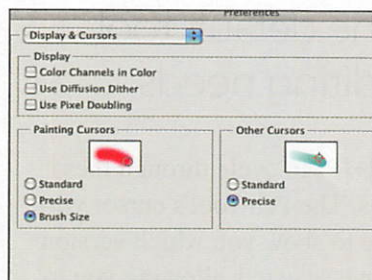 Preferences
Display & Cursors
Display
Color Channels in Color
Use Diffusion Dither
Use Pixel Doubling
Painting Cursors
Standard
Precise
Brush Size
Other Cursors
Standard
Precise